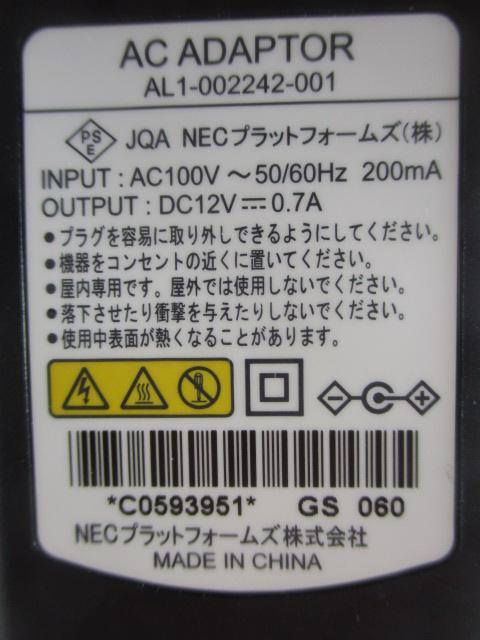 AC ADAPTOR
AL1-002242-001
PSE JQA NECプラットフォームズ(株)
INPUT : AC100V ～ 50/60Hz 200mA
OUTPUT : DC12V⎓ 0.7A
●プラグを容易に取り外しできるようにしてください。
●機器をコンセントの近くに置いてください。
●屋内専用です。屋外では使用しないでください。
●落下させたり衝撃を与えたりしないでください。
●使用中表面が熱くなることがあります。
*C0593951* GS 060
NECプラットフォームズ株式会社
MADE IN CHINA